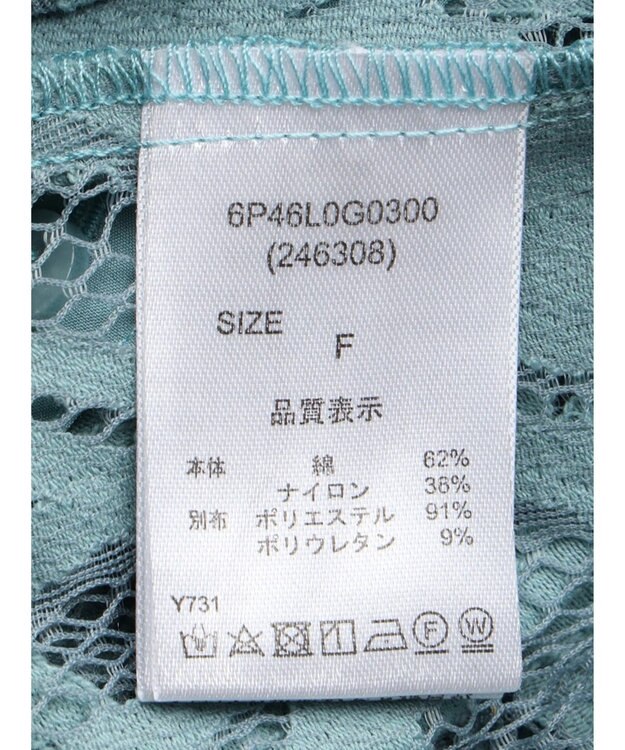 6P46L0G0300
(246308)
SIZE F
品質表示
本体 綿 62%
ナイロン 38%
別布 ポリエステル 91%
ポリウレタン 9%
Y731
F W